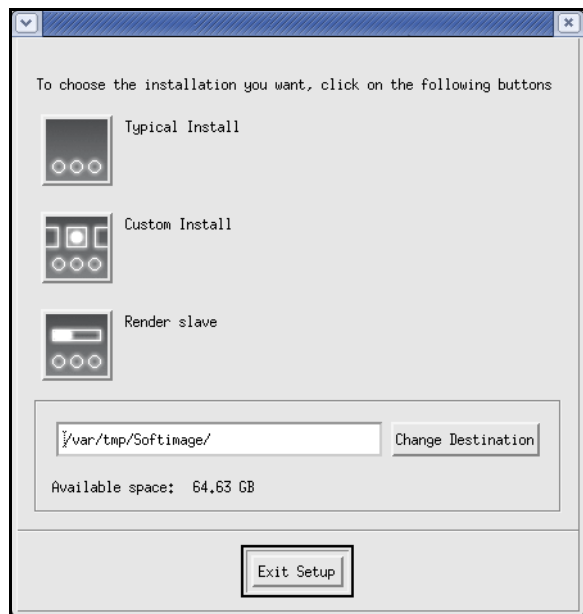 To choose the installation you want, click on the following buttons
Typical Install
Custom Install
Render slave
/var/tmp/Softimage/
Change Destination
Available space: 64.63 GB
Exit Setup